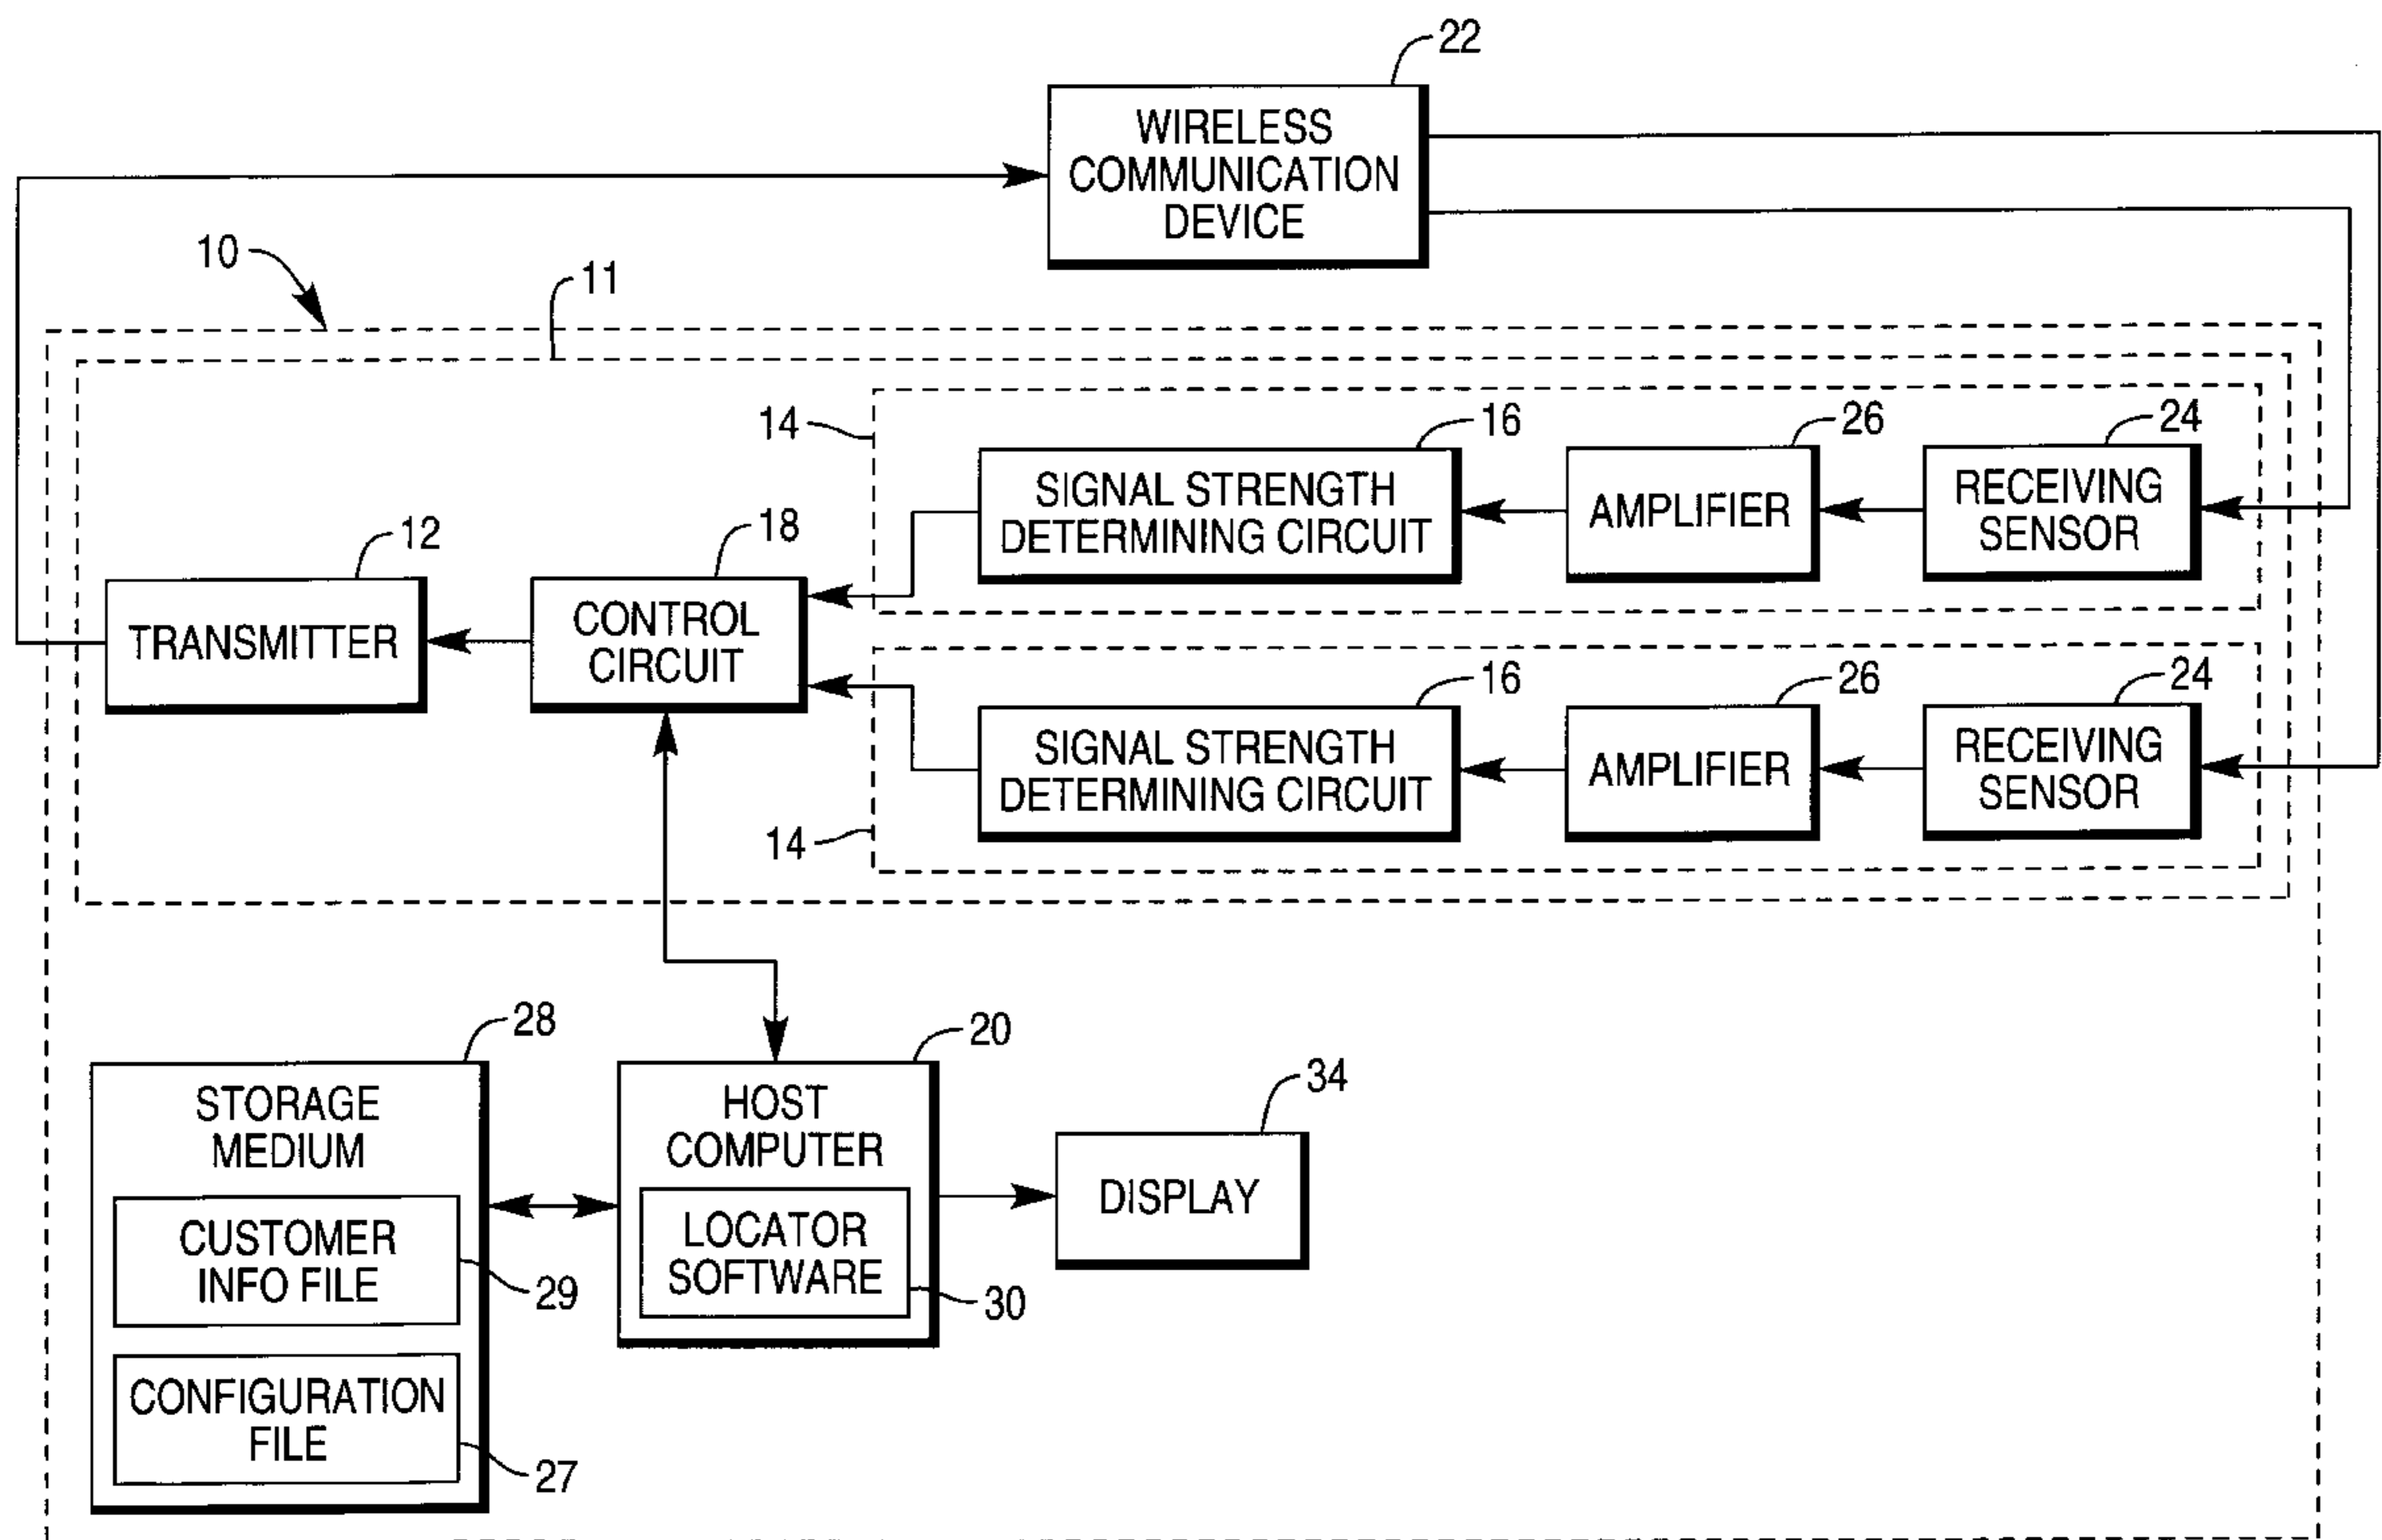 22
WIRELESS
COMMUNICATION
DEVICE
10
11
14
16
26
24
SIGNAL STRENGTH
DETERMINING CIRCUIT
AMPLIFIER
RECEIVING
SENSOR
12
TRANSMITTER
18
CONTROL
CIRCUIT
16
26
24
SIGNAL STRENGTH
DETERMINING CIRCUIT
AMPLIFIER
RECEIVING
SENSOR
14
28
STORAGE
MEDIUM
CUSTOMER
INFO FILE
29
CONFIGURATION
FILE
27
20
HOST
COMPUTER
LOCATOR
SOFTWARE
30
34
DISPLAY